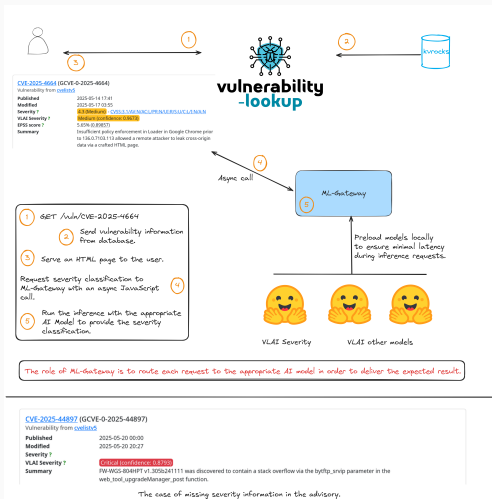 1
2
kvrocks
3
vulnerability
-lookup
CVE-2025-4664 (GCVE-0-2025-4664)
Vulnerability from cvelistv5
Published 2025-05-14 17:41
Modified 2025-05-17 03:55
Severity ? 4.3 (Medium) - CVSS:3.1/AV:N/AC:L/PR:N/UI:R/S:U/C:L/I:N/A:N
VLAI Severity ? Medium (confidence: 0.9673)
EPSS score ?
Summary Insufficient policy enforcement in Loader in Google Chrome prior
to 136.0.7103.113 allowed a remote attacker to leak cross-origin
data via a crafted HTML page.
4
Async call
ML-Gateway
5
1 GET /vuln/CVE-2025-4664
2 Send vulnerability information
from database.
3 Serve an HTML page to the user.
Request severity classification to
ML-Gateway with an async JavaScript
call.
4
5 Run the inference with the appropriate
AI Model to provide the severity
classification.
Preload models locally
to ensure minimal latency
during inference requests.
VLAI Severity
VLAI other models
The role of ML-Gateway is to route each request to the appropriate AI model in order to deliver the expected result.
CVE-2025-44897 (GCVE-0-2025-44897)
Vulnerability from cvelistv5
Published 2025-05-20 00:00
Modified 2025-05-20 20:27
Severity ?
VLAI Severity ? Critical (confidence: 0.8793)
Summary FW-WGS-804HPT v1.305b241111 was discovered to contain a stack overflow via the bytftp_srvip parameter in the
web_tool_upgradeManager_post function.
The case of missing severity information in the advisory.